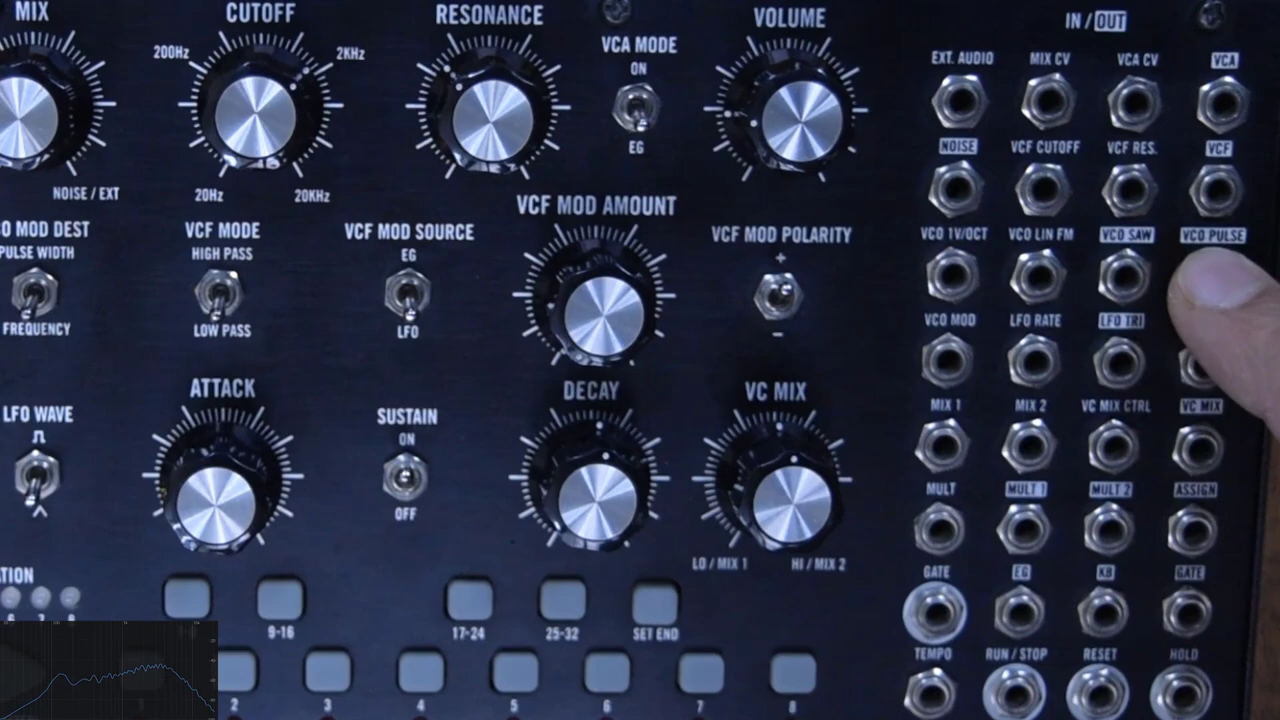 MIX
CUTOFF
RESONANCE
VOLUME
IN / OUT
200Hz
2KHz
20Hz
20KHz
NOISE / EXT
VCA MODE
ON
EG
EXT. AUDIO MIX CV VCA CV VCA
NOISE VCF CUTOFF VCF RES. VCF
VCO 1V/OCT VCO LIN FM VCO SAW VCO PULSE
VCO MOD LFO RATE LFO TRI
MIX 1 MIX 2 VC MIX CTRL VC MIX
MULT MULT 1 MULT 2 ASSIGN
GATE EG KB GATE
TEMPO RUN / STOP RESET HOLD
MOD DEST
PULSE WIDTH
FREQUENCY
VCF MODE
HIGH PASS
LOW PASS
VCF MOD SOURCE
EG
LFO
VCF MOD AMOUNT
VCF MOD POLARITY
+
−
LFO WAVE
ATTACK
SUSTAIN
ON
OFF
DECAY
VC MIX
LO / MIX 1
HI / MIX 2
9-16
17-24
25-32
SET END
2 3 4 5 6 7 8